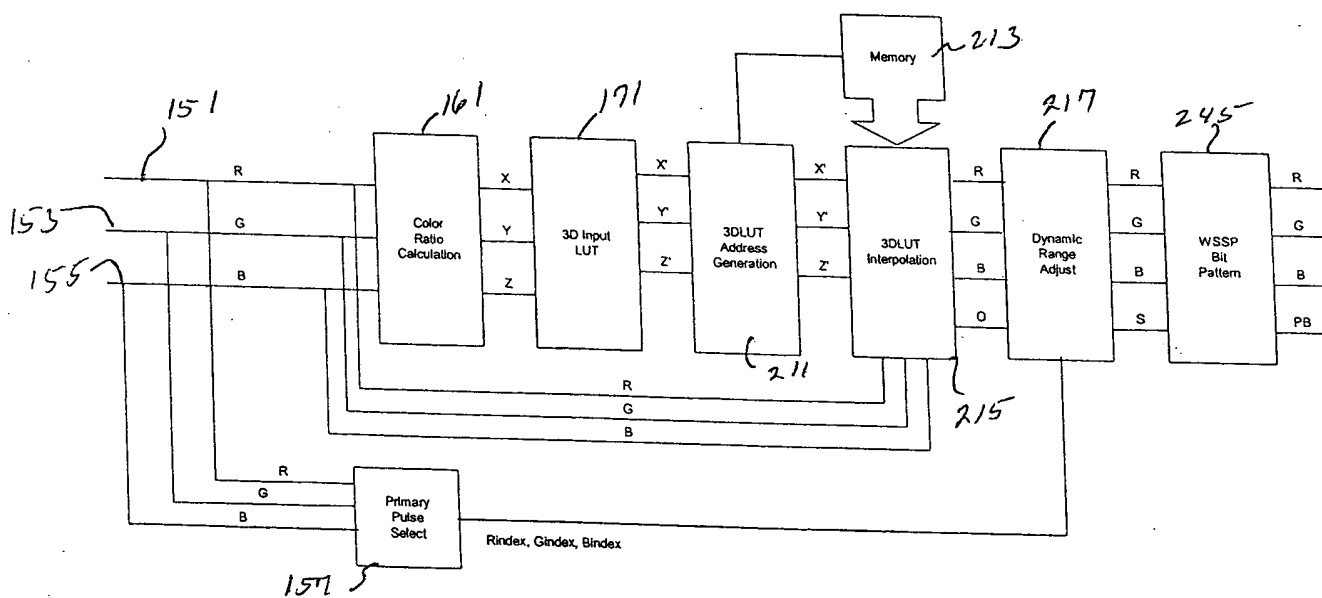 Memory
213
151
161
171
217
245
R
X
X'
X'
R
R
R
153
G
Color
Ratio
Calculation
Y
3D Input
LUT
Y'
3DLUT
Address
Generation
Y'
3DLUT
Interpolation
G
Dynamic
Range
Adjust
G
WSSP
Bit
Pattern
G
155
B
Z
Z'
Z'
B
B
B
O
S
PB
211
215
R
G
B
R
G
B
Primary
Pulse
Select
Rindex, Gindex, Bindex
157